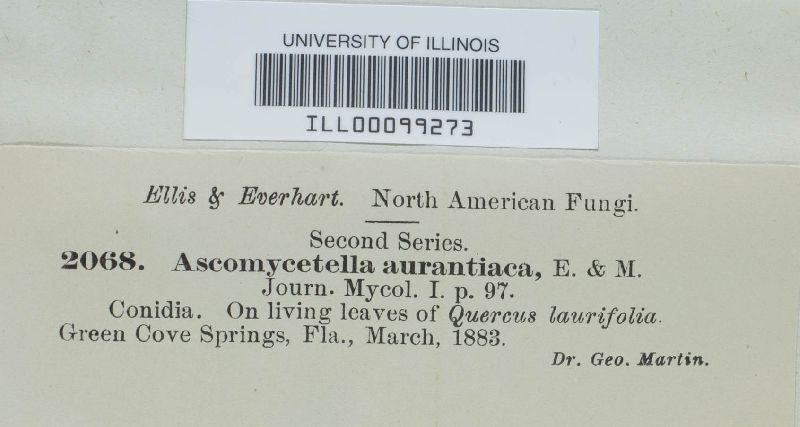 UNIVERSITY OF ILLINOIS
ILL00099273
Ellis & Everhart. North American Fungi.
Second Series.
2068. Ascomycetella aurantiaca, E. & M.
Journ. Mycol. I. p. 97.
Conidia. On living leaves of Quercus laurifolia.
Green Cove Springs, Fla., March, 1883.
Dr. Geo. Martin.